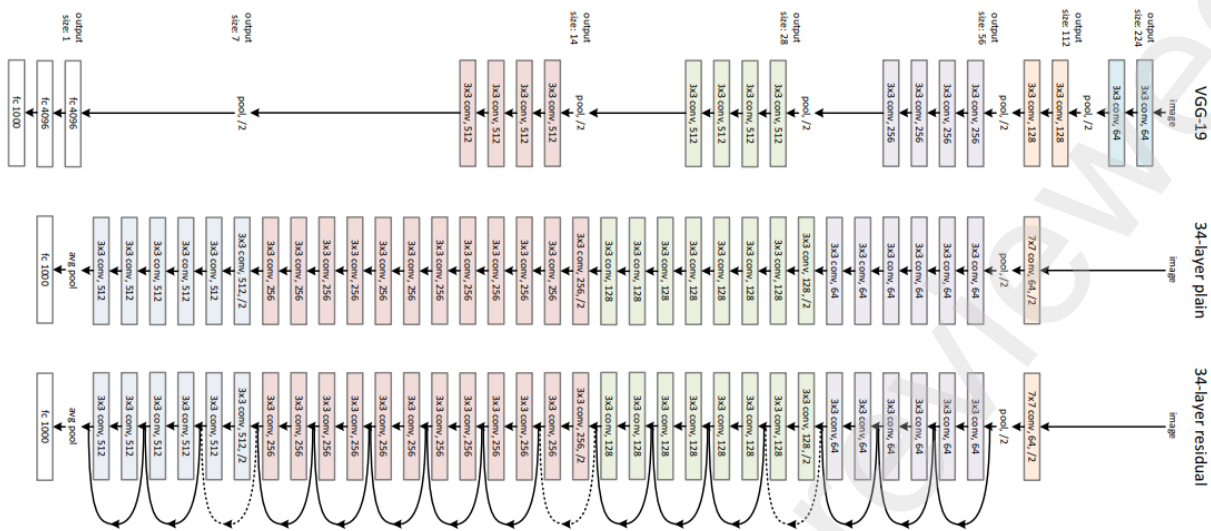 output
size: 224
output
size: 112
output
size: 56
output
size: 28
output
size: 14
output
size: 7
output
size: 1
VGG-19
image
3x3 conv, 64
3x3 conv, 64
pool, /2
3x3 conv, 128
3x3 conv, 128
pool, /2
3x3 conv, 256
3x3 conv, 256
3x3 conv, 256
3x3 conv, 256
pool, /2
3x3 conv, 512
3x3 conv, 512
3x3 conv, 512
3x3 conv, 512
pool, /2
3x3 conv, 512
3x3 conv, 512
3x3 conv, 512
3x3 conv, 512
pool, /2
fc 4096
fc 4096
fc 1000
34-layer plain
image
7x7 conv, 64, /2
pool, /2
3x3 conv, 64
3x3 conv, 64
3x3 conv, 64
3x3 conv, 64
3x3 conv, 64
3x3 conv, 64
3x3 conv, 128, /2
3x3 conv, 128
3x3 conv, 128
3x3 conv, 128
3x3 conv, 128
3x3 conv, 128
3x3 conv, 128
3x3 conv, 128
3x3 conv, 256, /2
3x3 conv, 256
3x3 conv, 256
3x3 conv, 256
3x3 conv, 256
3x3 conv, 256
3x3 conv, 256
3x3 conv, 256
3x3 conv, 256
3x3 conv, 256
3x3 conv, 256
3x3 conv, 256
3x3 conv, 512, /2
3x3 conv, 512
3x3 conv, 512
3x3 conv, 512
3x3 conv, 512
3x3 conv, 512
avg pool
fc 1000
34-layer residual
image
7x7 conv, 64, /2
pool, /2
3x3 conv, 64
3x3 conv, 64
3x3 conv, 64
3x3 conv, 64
3x3 conv, 64
3x3 conv, 64
3x3 conv, 128, /2
3x3 conv, 128
3x3 conv, 128
3x3 conv, 128
3x3 conv, 128
3x3 conv, 128
3x3 conv, 128
3x3 conv, 128
3x3 conv, 256, /2
3x3 conv, 256
3x3 conv, 256
3x3 conv, 256
3x3 conv, 256
3x3 conv, 256
3x3 conv, 256
3x3 conv, 256
3x3 conv, 256
3x3 conv, 256
3x3 conv, 256
3x3 conv, 256
3x3 conv, 512, /2
3x3 conv, 512
3x3 conv, 512
3x3 conv, 512
3x3 conv, 512
3x3 conv, 512
avg pool
fc 1000